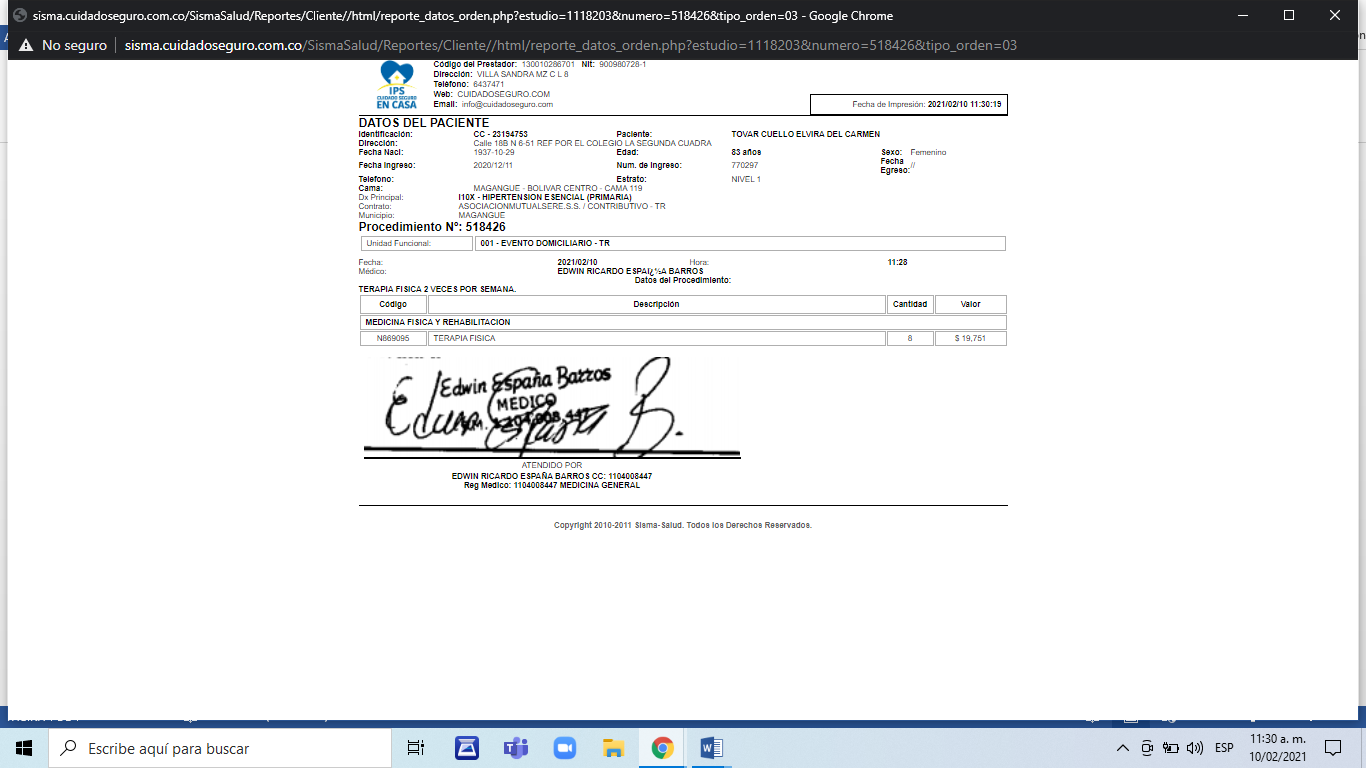 sisma.cuidadoseguro.com.co/SismaSalud/Reportes/Cliente//html/reporte_datos_orden.php?estudio=1118203&numero=518426&tipo_orden=03 - Google Chrome
No seguro | sisma.cuidadoseguro.com.co/SismaSalud/Reportes/Cliente//html/reporte_datos_orden.php?estudio=1118203&numero=518426&tipo_orden=03
Código del Prestador: 130010286701 Nit: 900980728-1
Dirección: VILLA SANDRA MZ C L 8
Teléfono: 6437471
Web: CUIDADOSEGURO.COM
Email: info@cuidadoseguro.com
IPS
CUIDADO SEGURO
EN CASA
Fecha de Impresión: 2021/02/10 11:30:19
DATOS DEL PACIENTE
Identificación: CC - 23194753 Paciente: TOVAR CUELLO ELVIRA DEL CARMEN
Dirección: Calle 18B N 6-51 REF POR EL COLEGIO LA SEGUNDA CUADRA
Fecha Naci: 1937-10-29 Edad: 83 años Sexo: Femenino
Fecha Ingreso: 2020/12/11 Num. de Ingreso: 770297 Fecha Egreso: //
Telefono: Estrato: NIVEL 1
Cama: MAGANGUE - BOLIVAR CENTRO - CAMA 119
Dx Principal: I10X - HIPERTENSION ESENCIAL (PRIMARIA)
Contrato: ASOCIACIONMUTUALSERE.S.S. / CONTRIBUTIVO - TR
Municipio: MAGANGUE
Procedimiento N°: 518426
Unidad Funcional: 001 - EVENTO DOMICILIARIO - TR
Fecha: 2021/02/10 Hora: 11:28
Médico: EDWIN RICARDO ESPAï¿½A BARROS
Datos del Procedimiento:
TERAPIA FISICA 2 VECES POR SEMANA.
Código Descripción Cantidad Valor
MEDICINA FISICA Y REHABILITACION
N869095 TERAPIA FISICA 8 $ 19,751
Edwin España Barros
MEDICO
ATENDIDO POR
EDWIN RICARDO ESPAÑA BARROS CC: 1104008447
Reg Medico: 1104008447 MEDICINA GENERAL
Copyright 2010-2011 Sisma-Salud. Todos los Derechos Reservados.
Escribe aquí para buscar
ESP
11:30 a. m.
10/02/2021